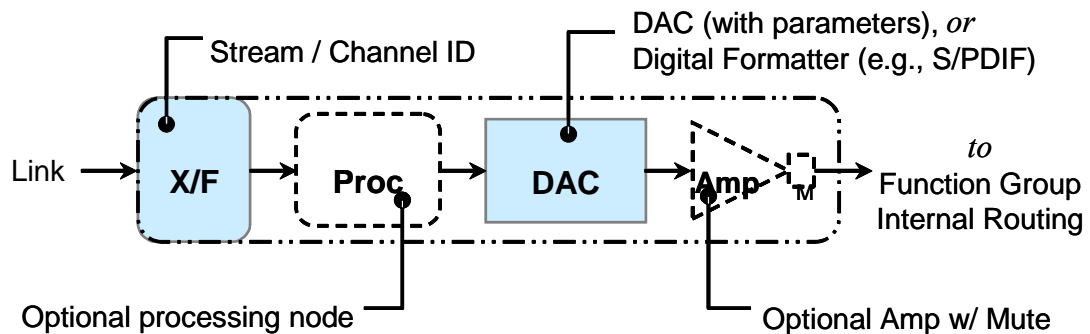 DAC (with parameters), or
Digital Formatter (e.g., S/PDIF)
Stream / Channel ID
Link
X/F
Proc
DAC
Amp
M
to
Function Group
Internal Routing
Optional processing node
Optional Amp w/ Mute